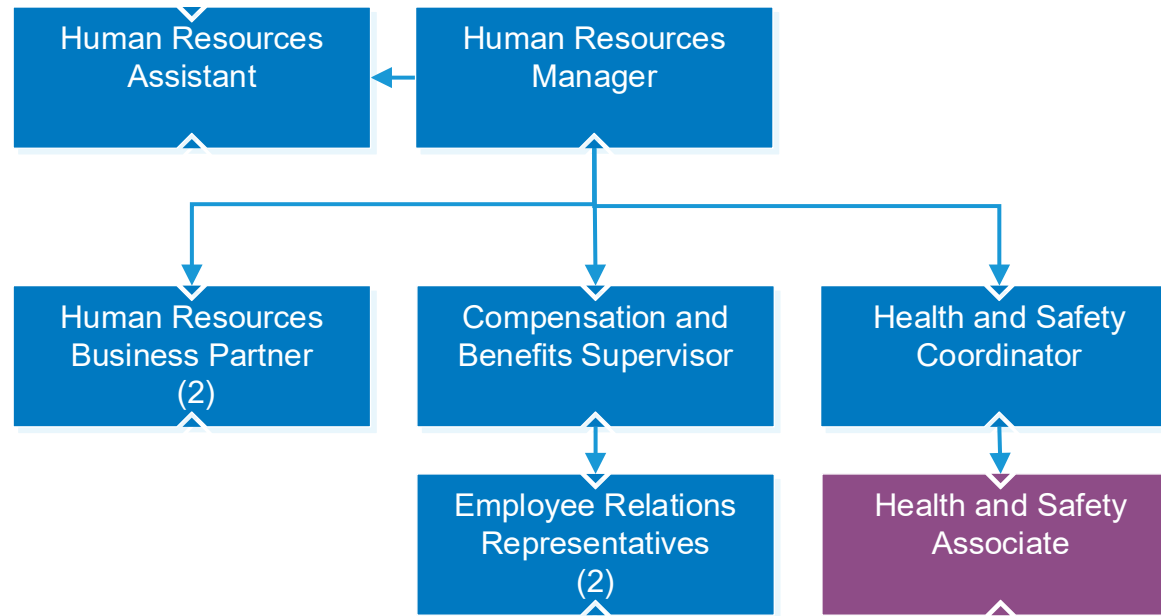 Human Resources
Assistant
Human Resources
Manager
Human Resources
Business Partner
(2)
Compensation and
Benefits Supervisor
Health and Safety
Coordinator
Employee Relations
Representatives
(2)
Health and Safety
Associate